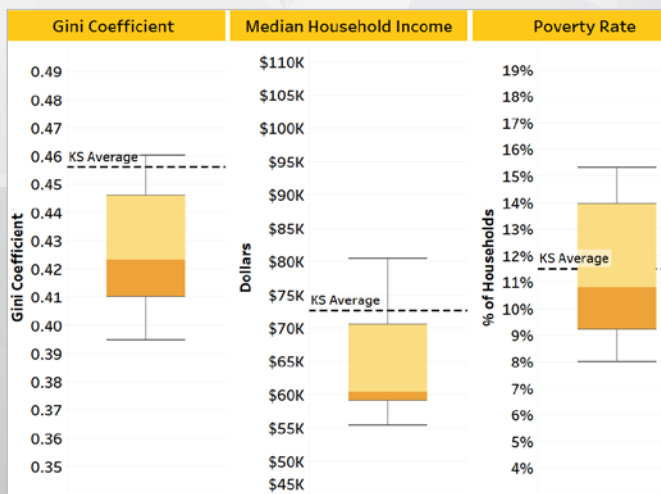 Gini Coefficient
Median Household Income
Poverty Rate
Gini Coefficient
0.49
0.48
0.47
0.46
0.45
0.44
0.43
0.42
0.41
0.40
0.39
0.38
0.37
0.36
0.35
KS Average
Dollars
$110K
$105K
$100K
$95K
$90K
$85K
$80K
$75K
$70K
$65K
$60K
$55K
$50K
$45K
KS Average
% of Households
19%
18%
17%
16%
15%
14%
13%
12%
11%
10%
9%
8%
7%
6%
5%
4%
KS Average